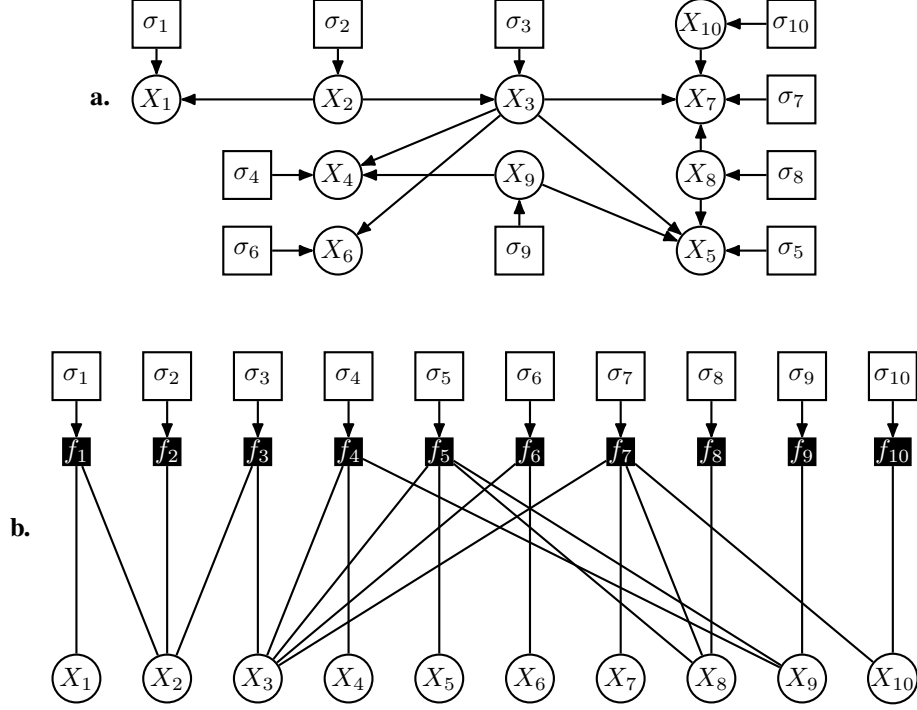 σ₁ σ₂ σ₃ X₁₀ σ₁₀
a. X₁ X₂ X₃ X₇ σ₇
σ₄ X₄ X₉ X₈ σ₈
σ₆ X₆ σ₉ X₅ σ₅
σ₁ σ₂ σ₃ σ₄ σ₅ σ₆ σ₇ σ₈ σ₉ σ₁₀
f₁ f₂ f₃ f₄ f₅ f₆ f₇ f₈ f₉ f₁₀
b.
X₁ X₂ X₃ X₄ X₅ X₆ X₇ X₈ X₉ X₁₀